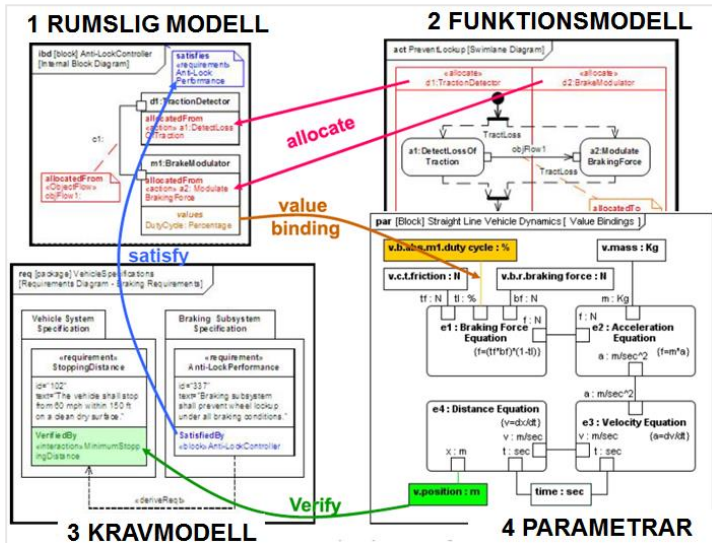 1 RUMSLIG MODELL
ibd [block] Anti-LockController
[Internal Block Diagram]
satisfies
«requirement»
Anti-Lock
Performance
d1:TractionDetector
allocatedFrom
«action» a1:DetectLoss
OfTraction
c1:
m1:BrakeModulator
allocatedFrom
«action» a2: Modulate
BrakingForce
values
DutyCycle: Percentage
allocatedFrom
«ObjectFlow»
objFlow1:
2 FUNKTIONSMODELL
act PreventLockup [Swimlane Diagram]
«allocate»
d1:TractionDetector
«allocate»
d2:BrakeModulator
TractLoss
a1:DetectLossOf
Traction
objFlow1
a2:Modulate
BrakingForce
TractLoss
allocatedTo
allocate
value
binding
satisfy
Verify
req [package] VehicleSpecifications
[Requirements Diagram - Braking Requirements]
Vehicle System
Specification
Braking Subsystem
Specification
«requirement»
StoppingDistance
id="102"
text="The vehicle shall stop
from 60 mph within 150 ft
on a clean dry surface."
VerifiedBy
«interaction»MinimumStopp
ingDistance
«requirement»
Anti-LockPerformance
id="337"
text="Braking subsystem
shall prevent wheel lockup
under all braking conditions."
SatisfiedBy
«block»Anti-LockController
«deriveReqt»
3 KRAVMODELL
par [Block] Straight Line Vehicle Dynamics [ Value Bindings ]
v.b.abs.m1.duty cycle : %
v.mass : Kg
v.c.t.friction : N
v.b.r.braking force : N
tf : N
tl : %
bf : N
m : Kg
f : N
f : N
e1 : Braking Force
Equation
(f=(tf*bf)*(1-tl))
e2 : Acceleration
Equation
(f=m*a)
a : m/sec^2
a : m/sec^2
e4 : Distance Equation
(v=dx/dt)
v : m/sec
x : m
t : sec
e3 : Velocity Equation
v : m/sec
(a=dv/dt)
t : sec
v.position : m
time : sec
4 PARAMETRAR